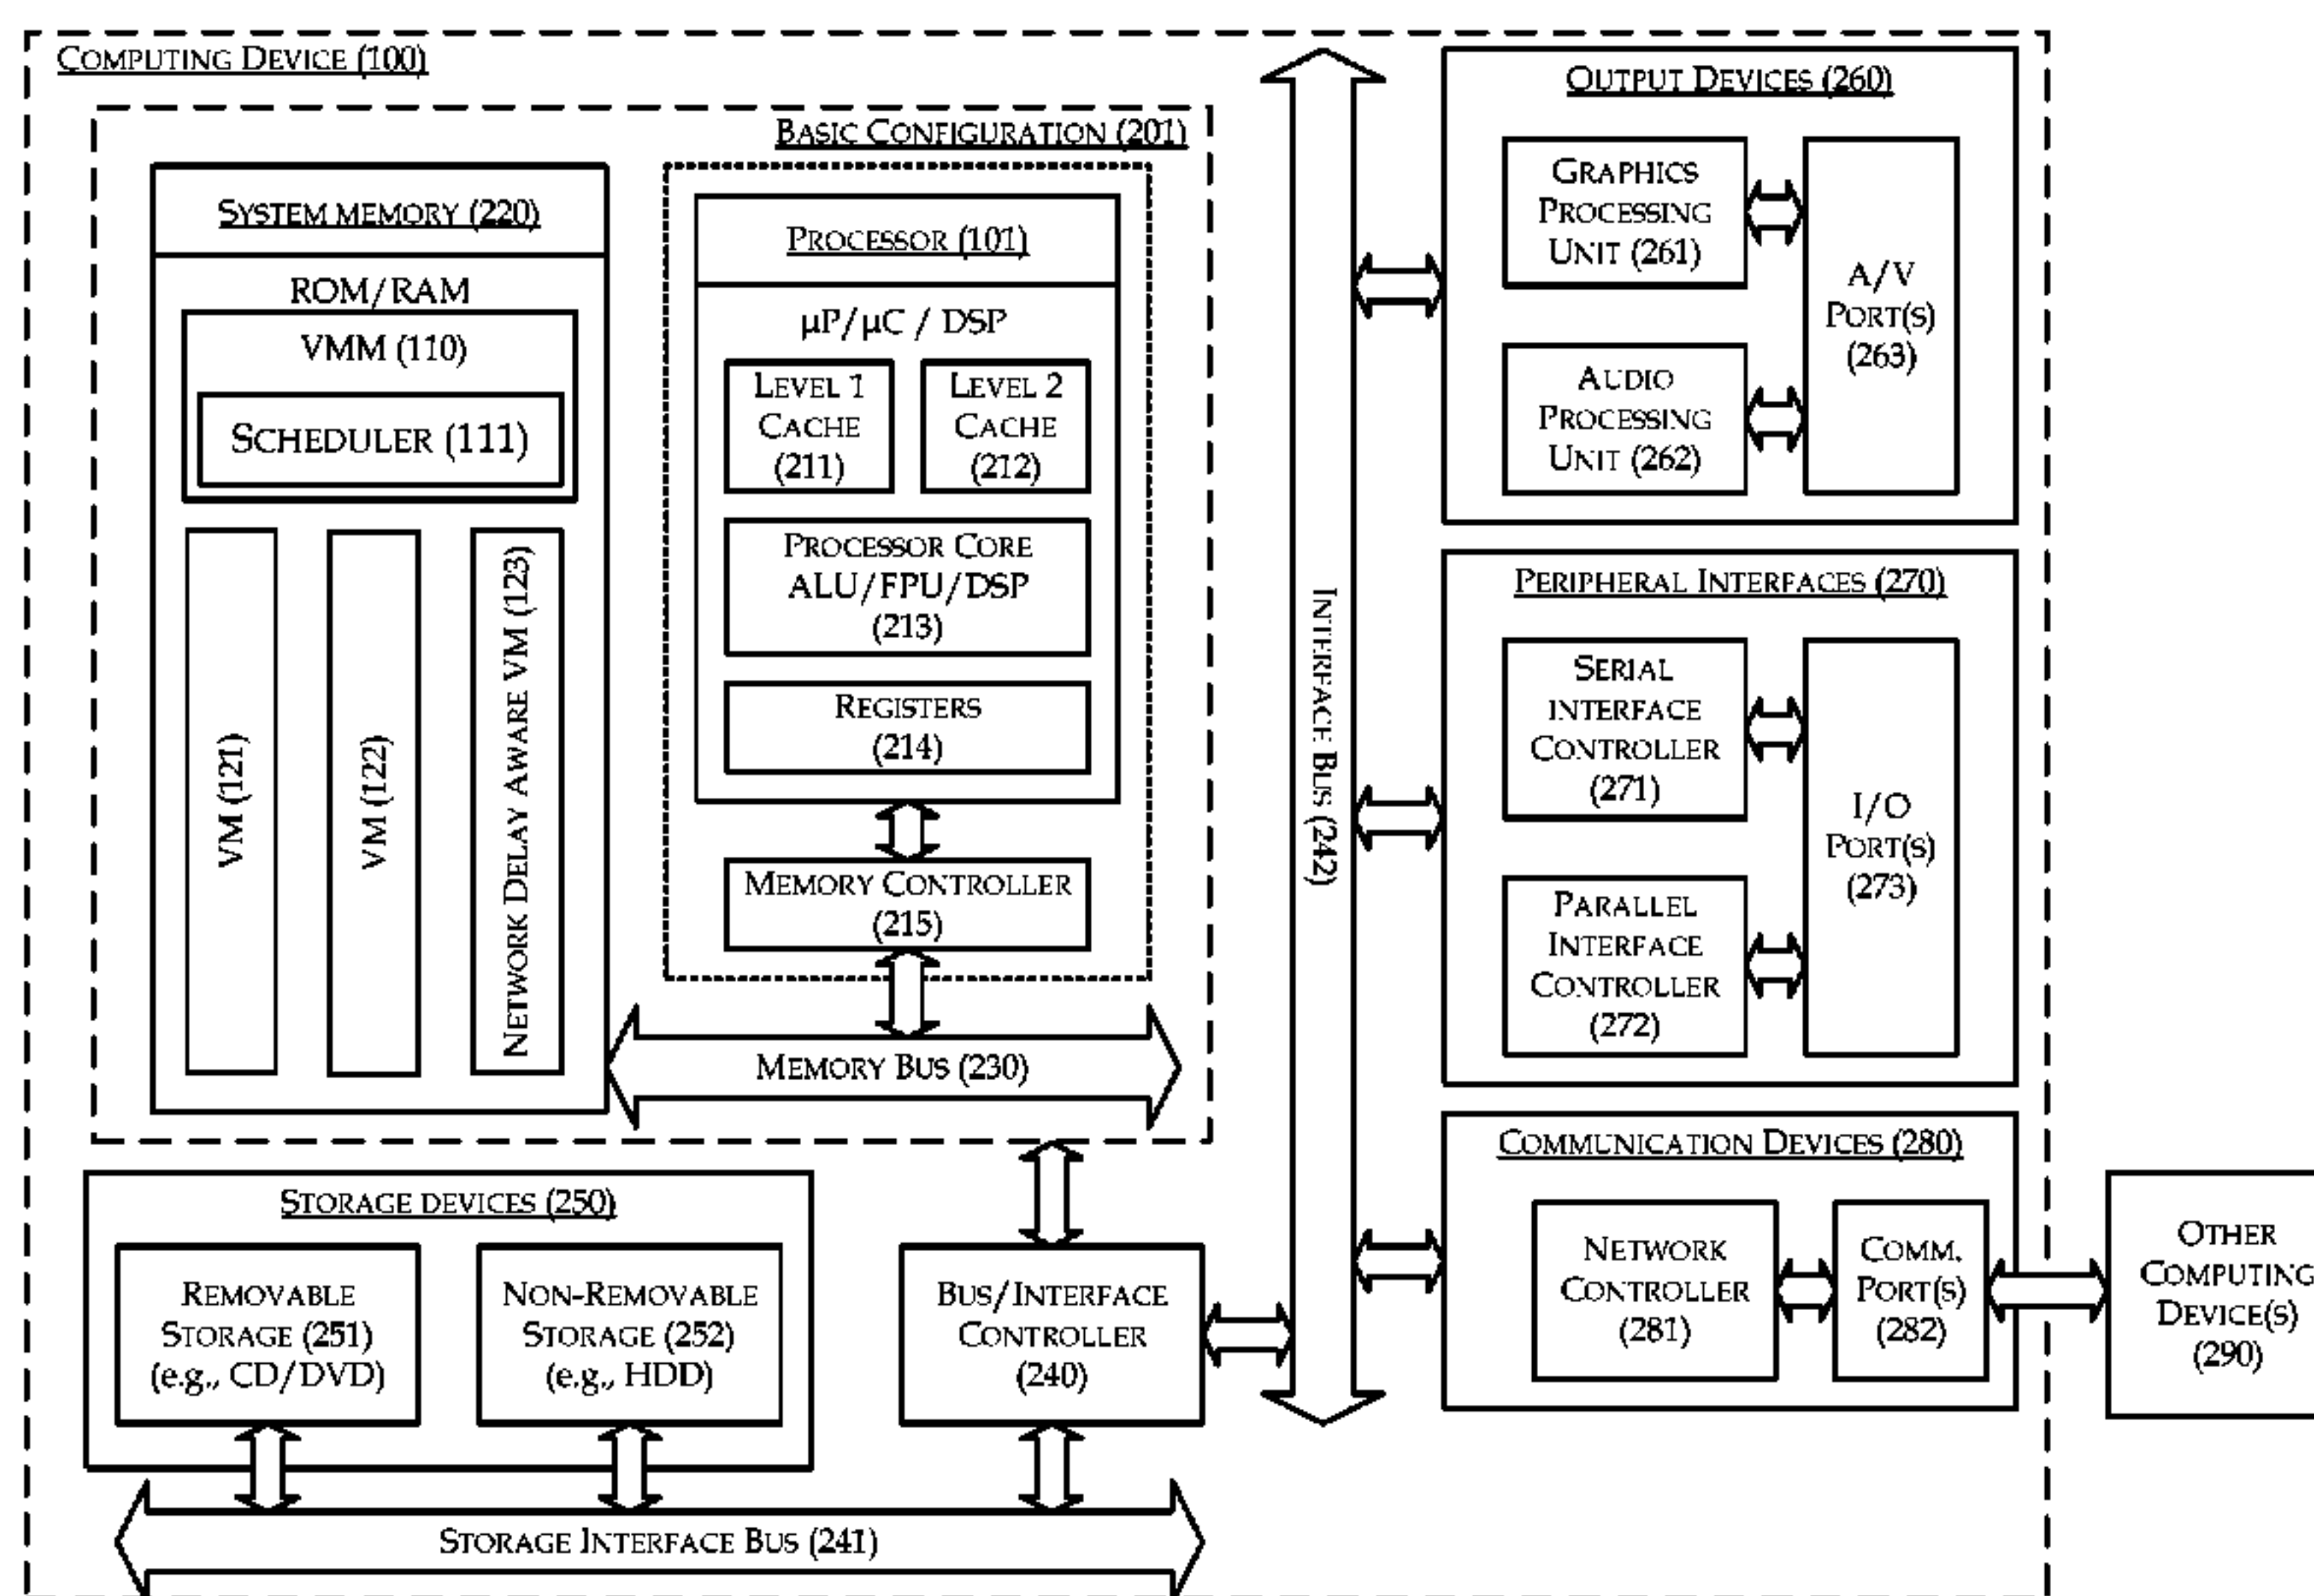 COMPUTING DEVICE (100)
BASIC CONFIGURATION (201)
SYSTEM MEMORY (220)
ROM/RAM
VMM (110)
SCHEDULER (111)
VM (121)
VM (122)
NETWORK DELAY AWARE VM (123)
PROCESSOR (101)
µP/µC / DSP
LEVEL 1
CACHE
(211)
LEVEL 2
CACHE
(212)
PROCESSOR CORE
ALU/FPU/DSP
(213)
REGISTERS
(214)
MEMORY CONTROLLER
(215)
MEMORY BUS (230)
STORAGE DEVICES (250)
REMOVABLE
STORAGE (251)
(e.g., CD/DVD)
NON-REMOVABLE
STORAGE (252)
(e.g., HDD)
BUS/INTERFACE
CONTROLLER
(240)
STORAGE INTERFACE BUS (241)
INTERFACE BUS (242)
OUTPUT DEVICES (260)
GRAPHICS
PROCESSING
UNIT (261)
AUDIO
PROCESSING
UNIT (262)
A/V
PORT(S)
(263)
PERIPHERAL INTERFACES (270)
SERIAL
INTERFACE
CONTROLLER
(271)
PARALLEL
INTERFACE
CONTROLLER
(272)
I/O
PORT(S)
(273)
COMMUNICATION DEVICES (280)
NETWORK
CONTROLLER
(281)
COMM.
PORT(S)
(282)
OTHER
COMPUTING
DEVICE(S)
(290)